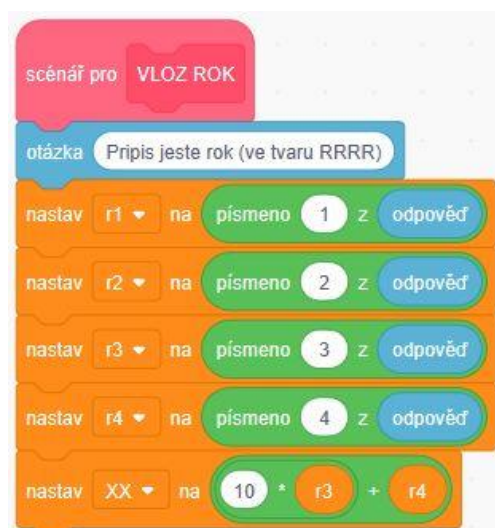 scénář pro VLOZ ROK
otázka Pripis jeste rok (ve tvaru RRRR)
nastav r1 na písmeno 1 z odpověď
nastav r2 na písmeno 2 z odpověď
nastav r3 na písmeno 3 z odpověď
nastav r4 na písmeno 4 z odpověď
nastav XX na 10 * r3 + r4